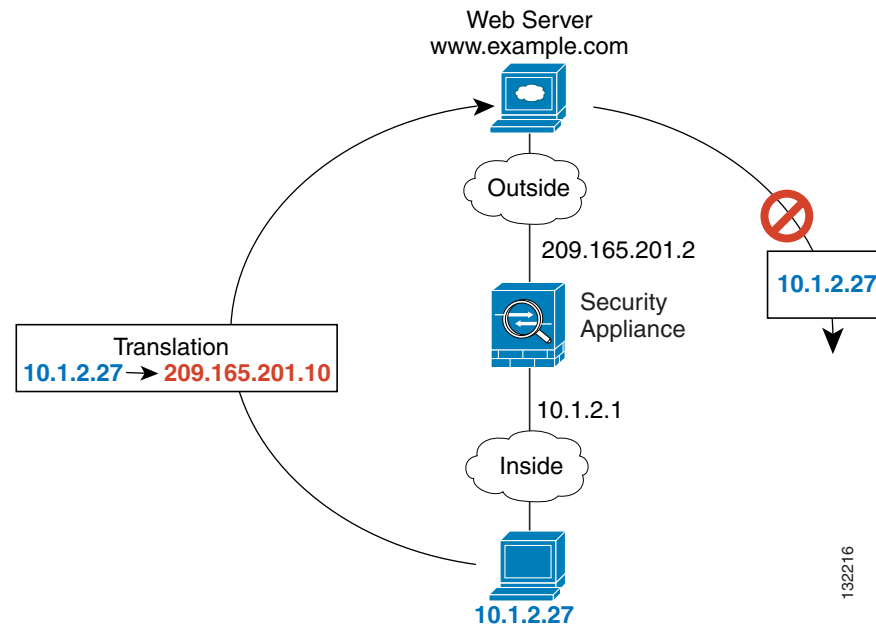 Web Server
www.example.com
Outside
209.165.201.2
10.1.2.27
Security
Appliance
Translation
10.1.2.27 209.165.201.10
10.1.2.1
Inside
10.1.2.27
132216